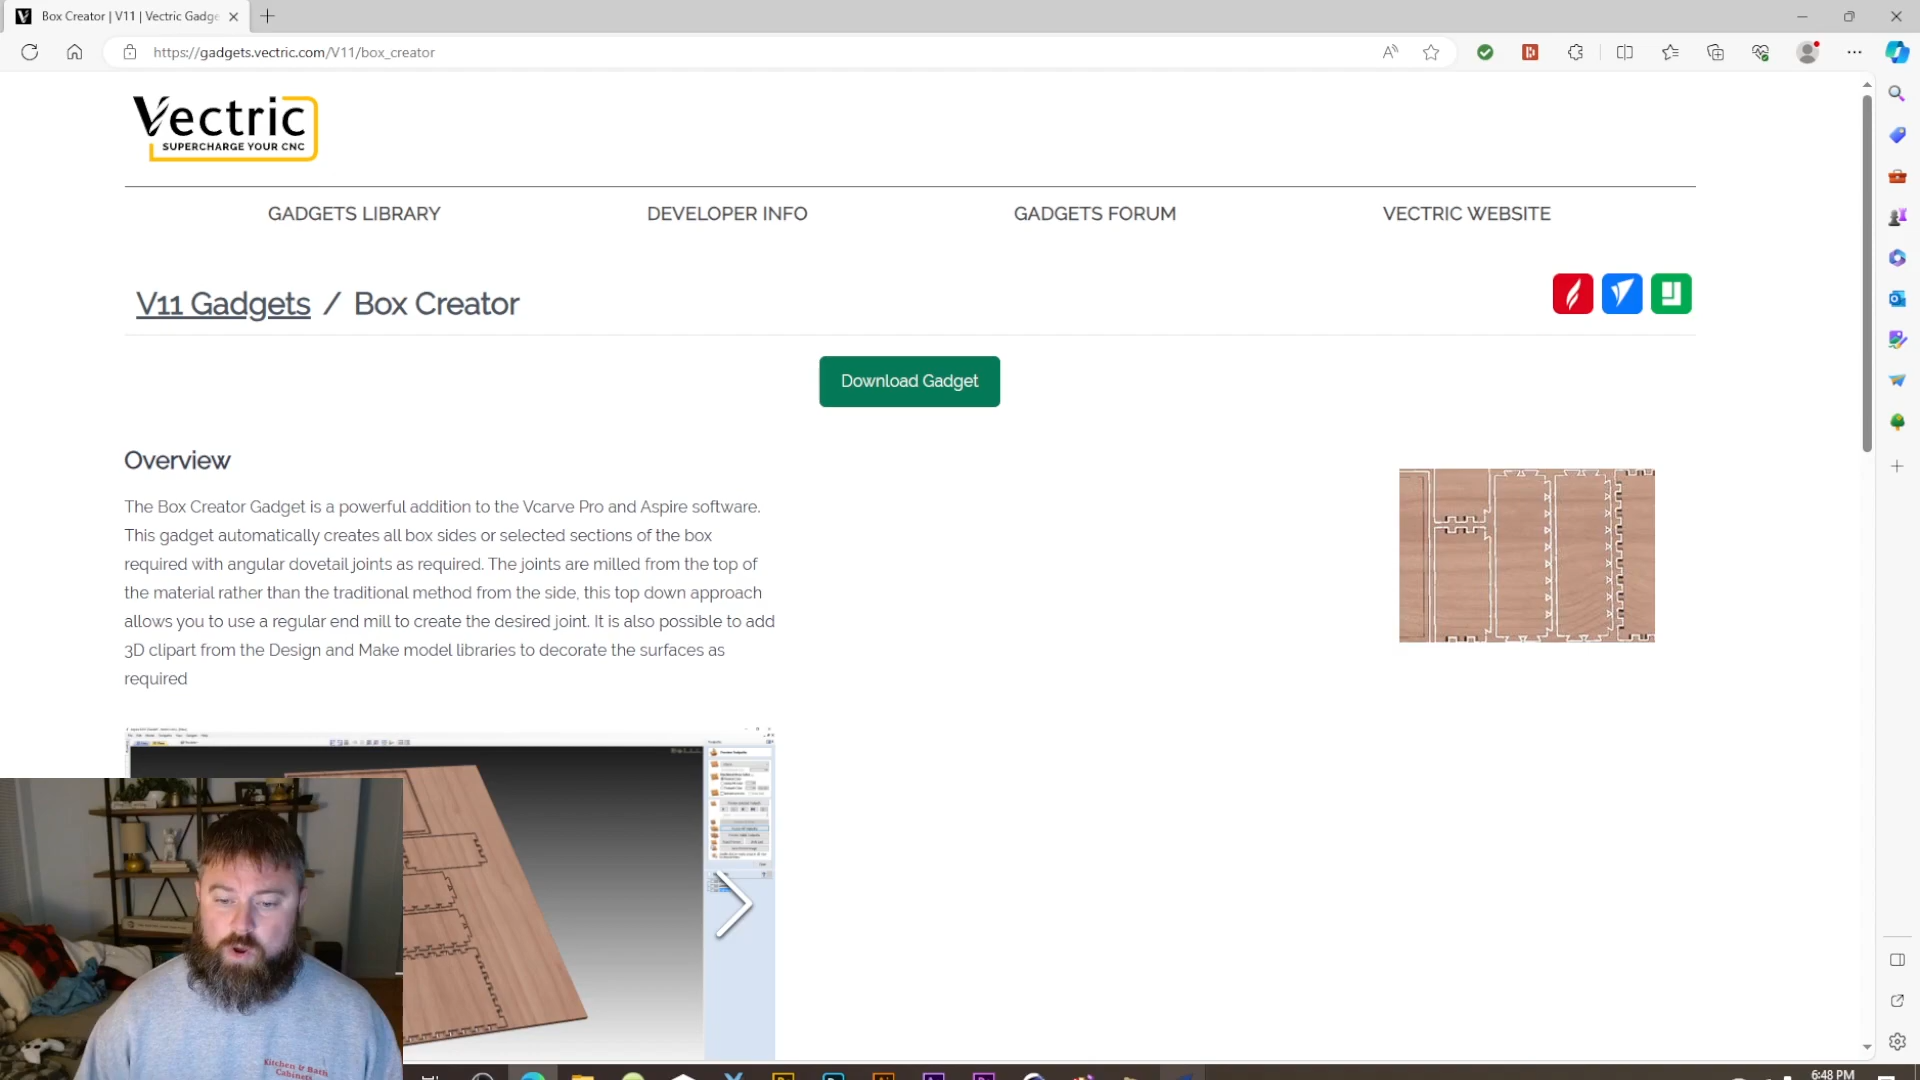 Box Creator | V11 | Vectric Gadge
https://gadgets.vectric.com/V11/box_creator
Vectric
SUPERCHARGE YOUR CNC
GADGETS LIBRARY
DEVELOPER INFO
GADGETS FORUM
VECTRIC WEBSITE
V11 Gadgets / Box Creator
Download Gadget
Overview
The Box Creator Gadget is a powerful addition to the Vcarve Pro and Aspire software.
This gadget automatically creates all box sides or selected sections of the box
required with angular dovetail joints as required. The joints are milled from the top of
the material rather than the traditional method from the side, this top down approach
allows you to use a regular end mill to create the desired joint. It is also possible to add
3D clipart from the Design and Make model libraries to decorate the surfaces as
required
Kitchen & Bath
Cabinets
6:48 PM